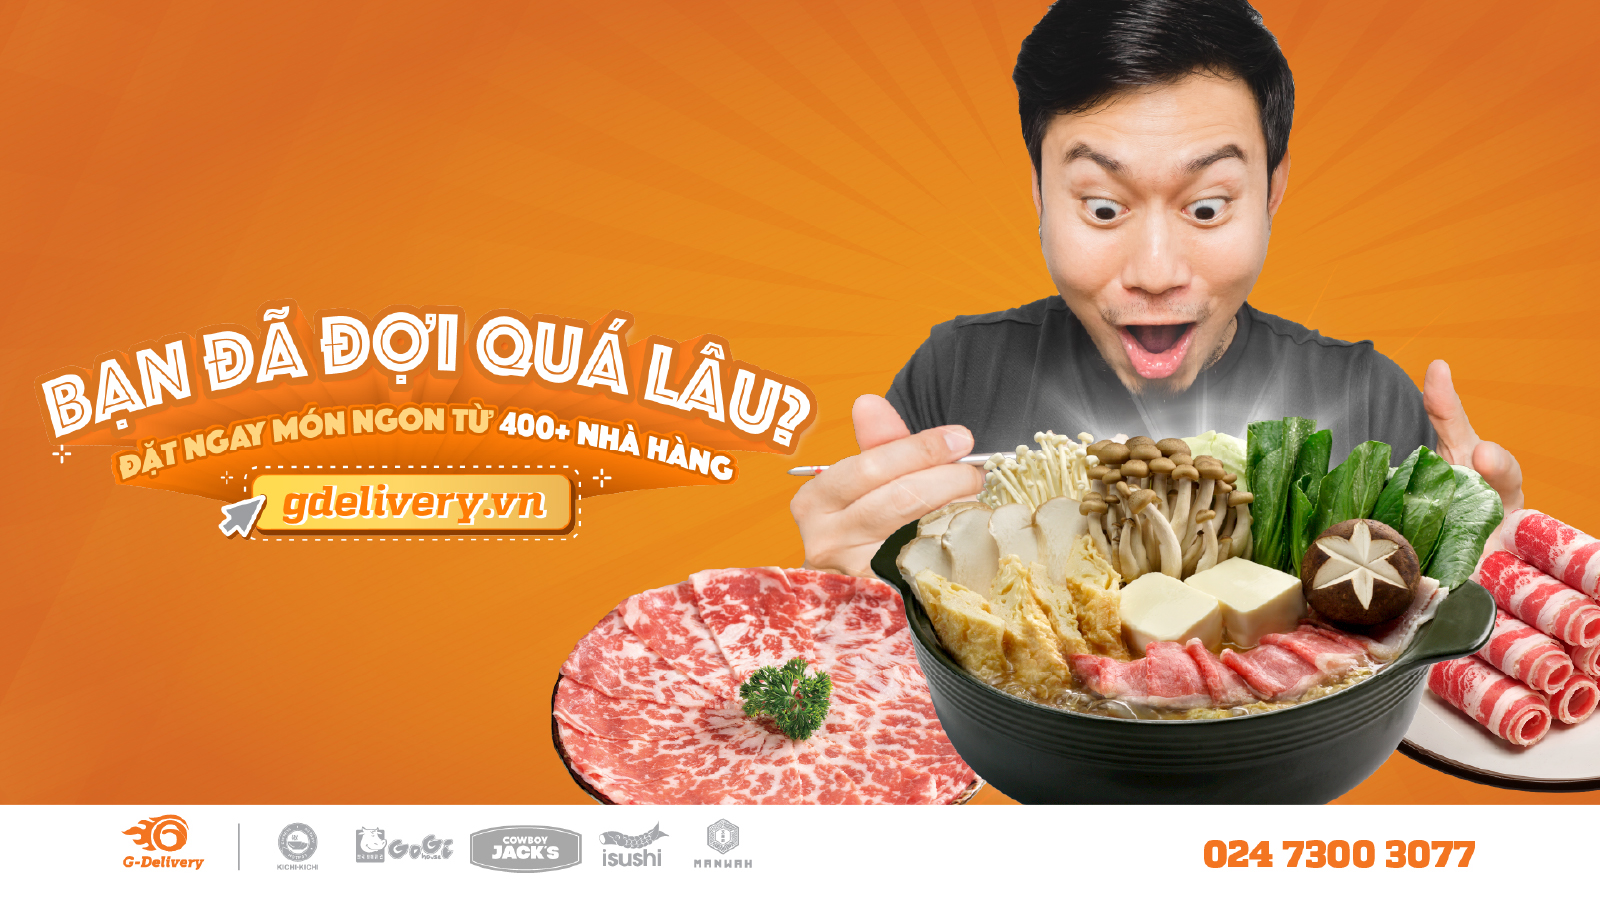 BẠN ĐÃ ĐỢI QUÁ LÂU?
ĐẶT NGAY MÓN NGON TỪ 400+ NHÀ HÀNG
gdelivery.vn
G-Delivery
KICHI-KICHI
GoGi
HOUSE
COWBOY
JACK'S
isushi
MANWAH
024 7300 3077